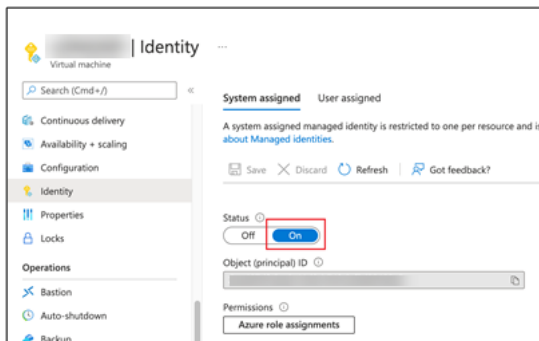 | Identity ...
Virtual machine
Search (Cmd+/)
«
Continuous delivery
Availability + scaling
Configuration
Identity
Properties
Locks
Operations
Bastion
Auto-shutdown
Backup
System assigned User assigned
A system assigned managed identity is restricted to one per resource and is
about Managed identities.
Save Discard Refresh Got feedback?
Status
Off On
Object (principal) ID
Permissions
Azure role assignments